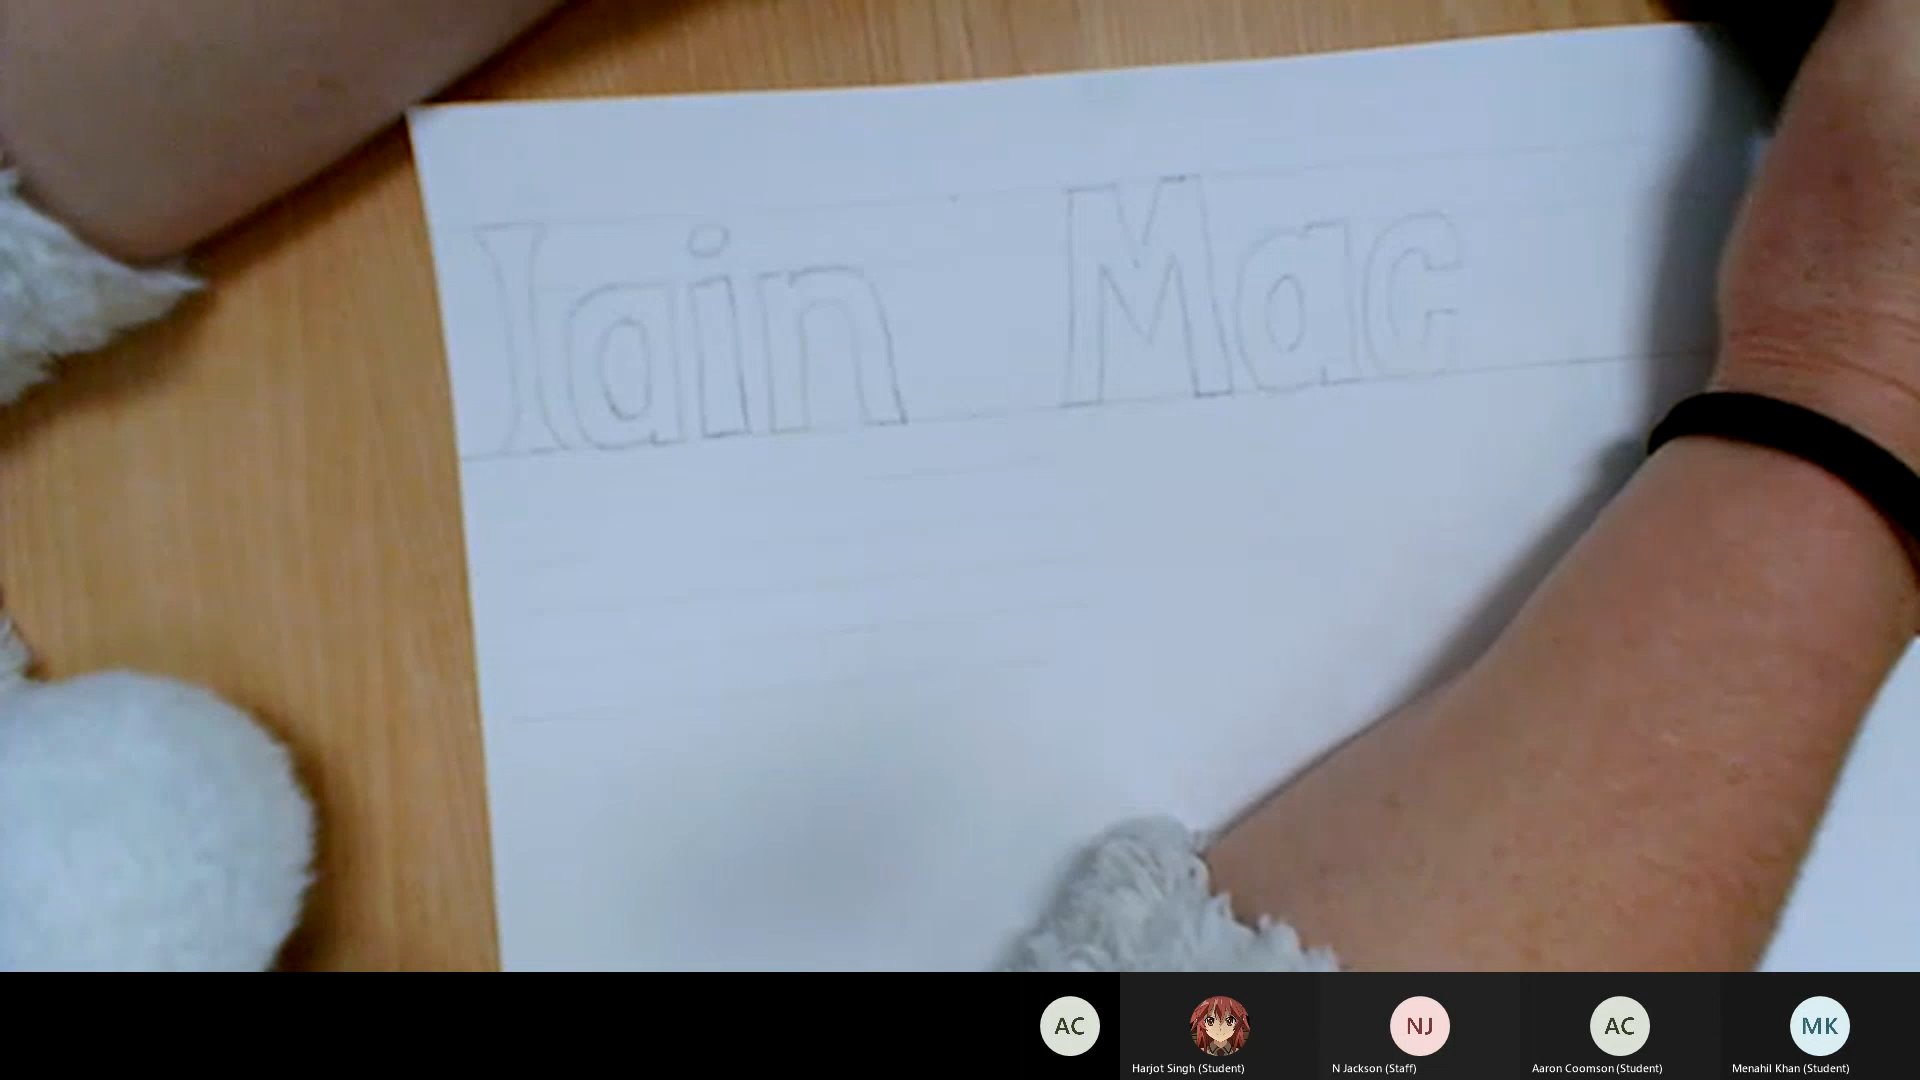 Iain Mac
AC
NJ
AC
MK
Harjot Singh (Student)
N Jackson (Staff)
Aaron Coomson (Student)
Menahil Khan (Student)